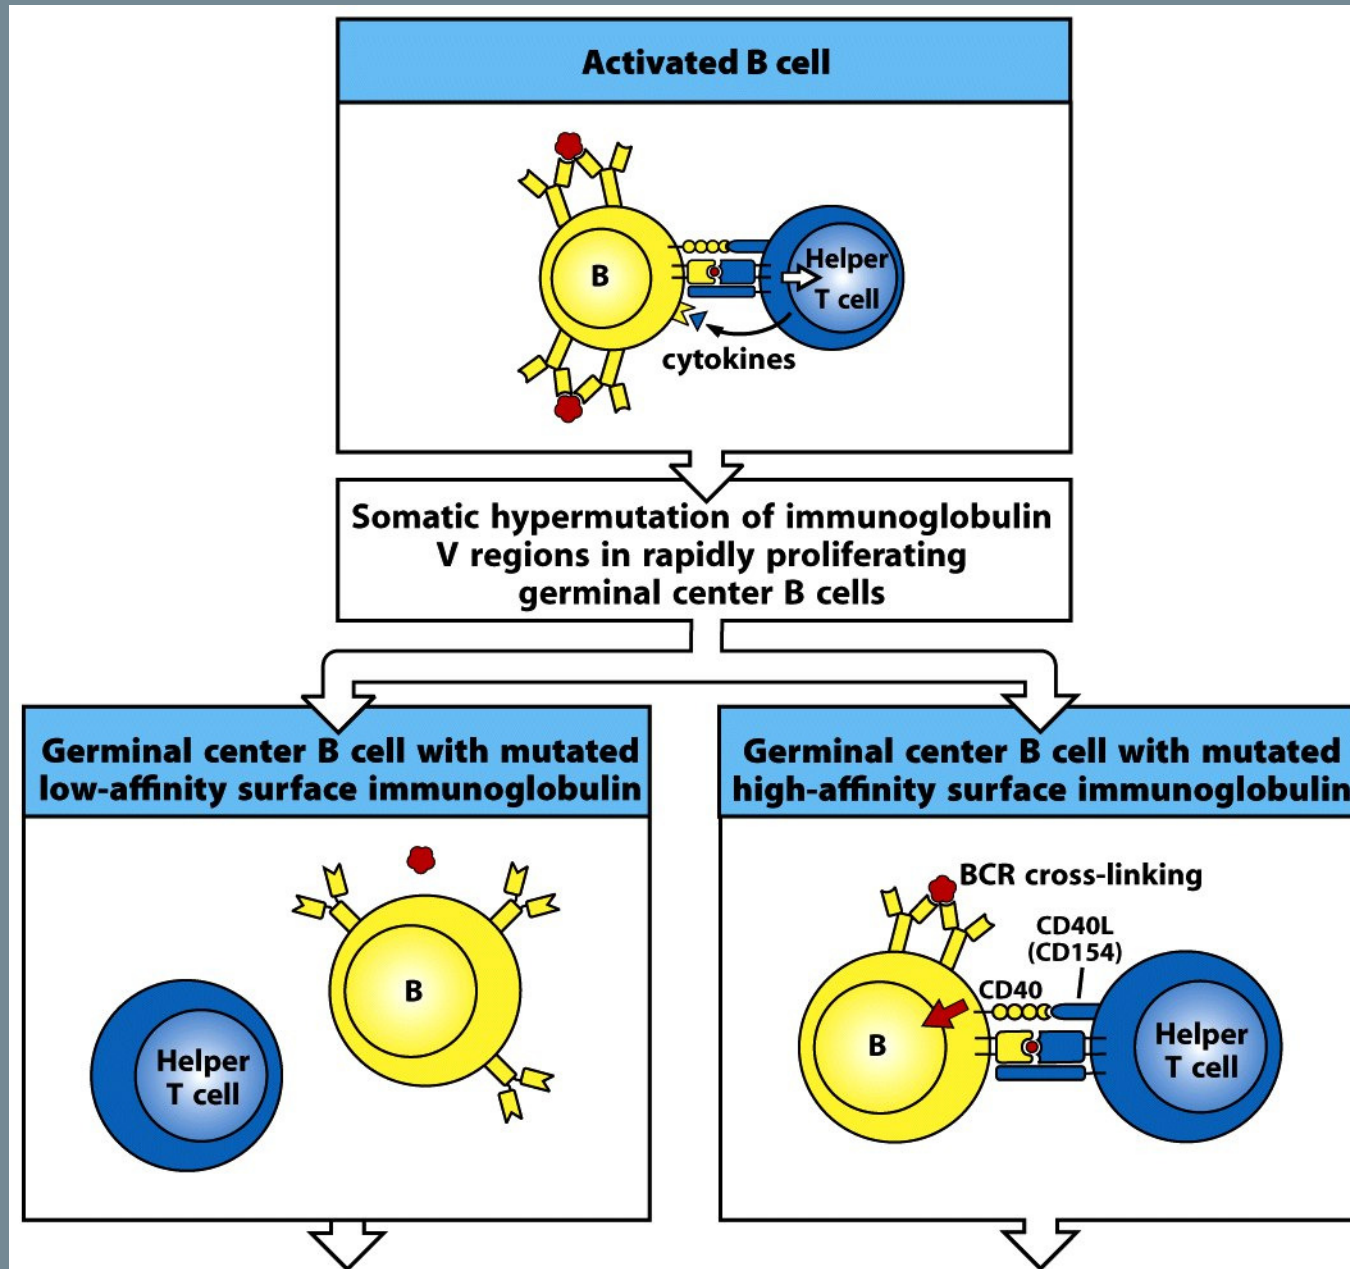 Activated B cell
B
Helper
T cell
cytokines
Somatic hypermutation of immunoglobulin
V regions in rapidly proliferating
germinal center B cells
Germinal center B cell with mutated
low-affinity surface immunoglobulin
B
Helper
T cell
Germinal center B cell with mutated
high-affinity surface immunoglobulin
BCR cross-linking
CD40L
(CD154)
CD40
B
Helper
T cell